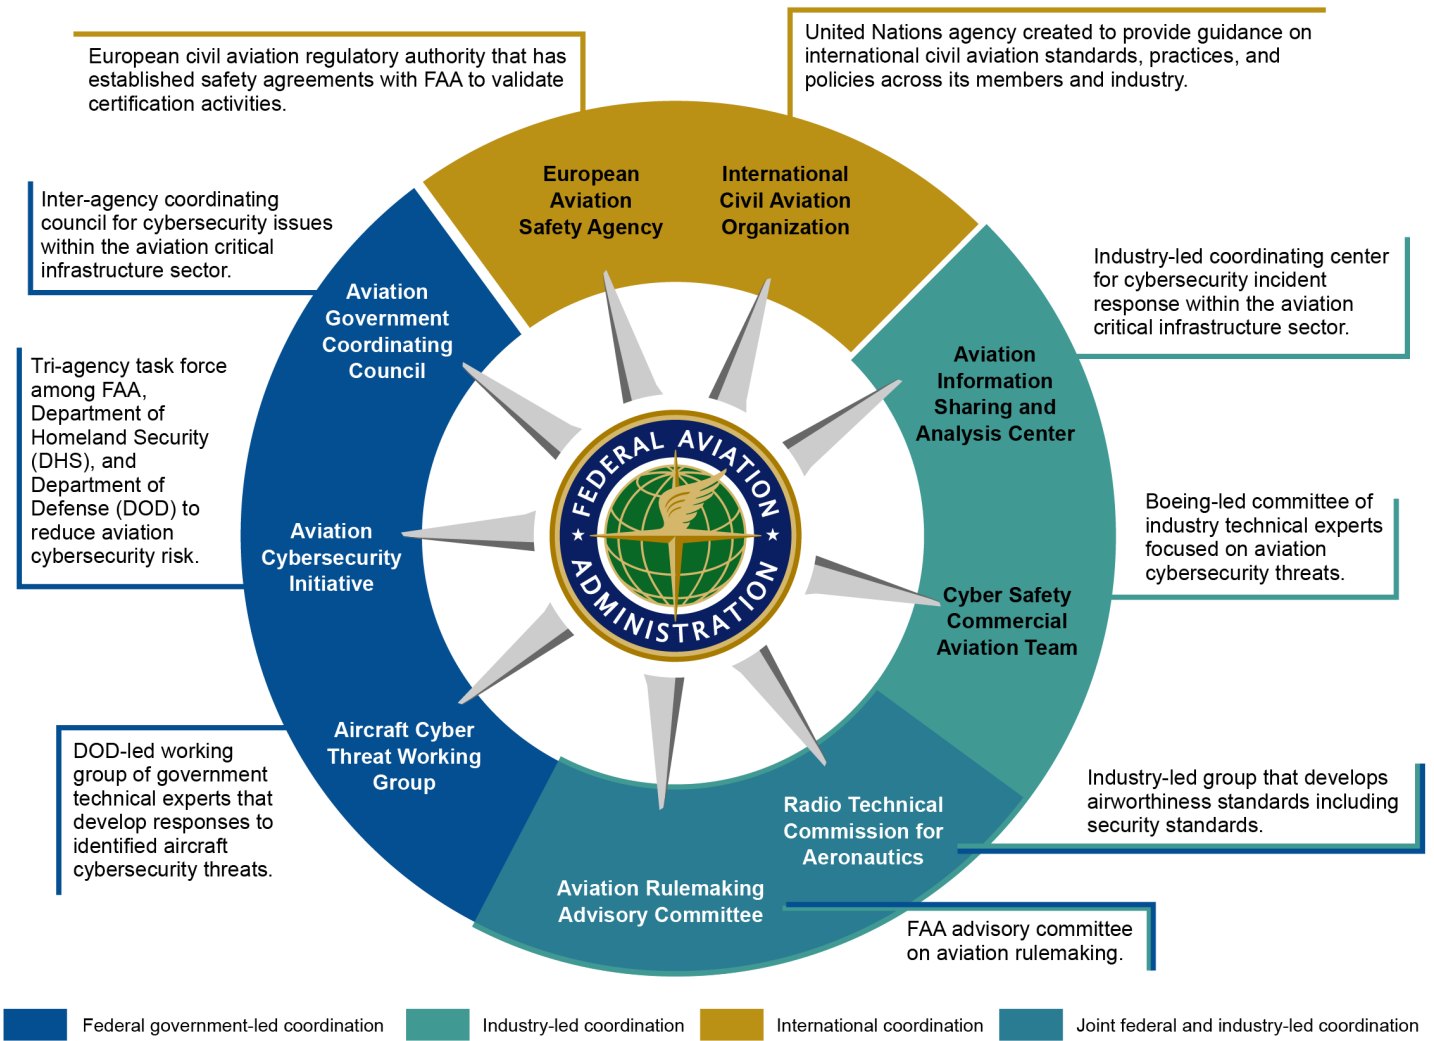 European civil aviation regulatory authority that has
established safety agreements with FAA to validate
certification activities.
United Nations agency created to provide guidance on
international civil aviation standards, practices, and
policies across its members and industry.
European
Aviation
Safety Agency
International
Civil Aviation
Organization
Inter-agency coordinating
council for cybersecurity issues
within the aviation critical
infrastructure sector.
Aviation
Government
Coordinating
Council
Industry-led coordinating center
for cybersecurity incident
response within the aviation
critical infrastructure sector.
Aviation
Information
Sharing and
Analysis Center
Tri-agency task force
among FAA,
Department of
Homeland Security
(DHS), and
Department of
Defense (DOD) to
reduce aviation
cybersecurity risk.
Aviation
Cybersecurity
Initiative
FEDERAL AVIATION
ADMINISTRATION
Boeing-led committee of
industry technical experts
focused on aviation
cybersecurity threats.
Cyber Safety
Commercial
Aviation Team
Aircraft Cyber
Threat Working
Group
DOD-led working
group of government
technical experts that
develop responses to
identified aircraft
cybersecurity threats.
Radio Technical
Commission for
Aeronautics
Industry-led group that develops
airworthiness standards including
security standards.
Aviation Rulemaking
Advisory Committee
FAA advisory committee
on aviation rulemaking.
Federal government-led coordination
Industry-led coordination
International coordination
Joint federal and industry-led coordination